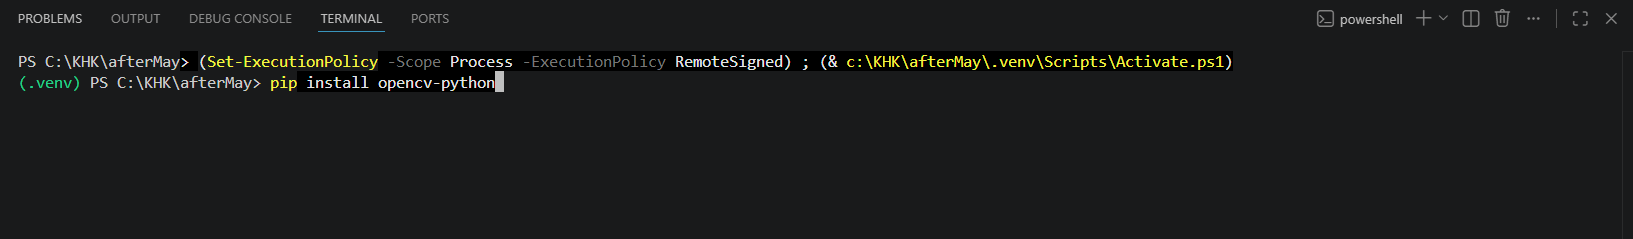 PROBLEMS OUTPUT DEBUG CONSOLE TERMINAL PORTS powershell
PS C:\KHK\afterMay> (Set-ExecutionPolicy -Scope Process -ExecutionPolicy RemoteSigned) ; (& c:\KHK\afterMay\.venv\Scripts\Activate.ps1)
(.venv) PS C:\KHK\afterMay> pip install opencv-python